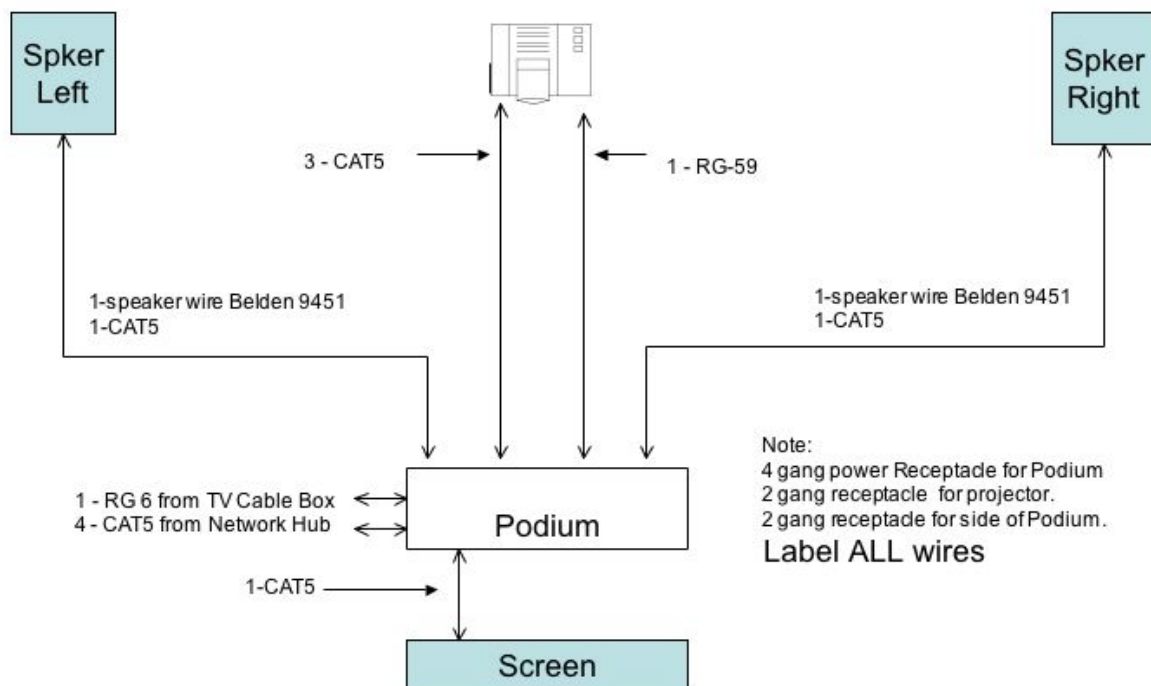 Spker
Left
Spker
Right
3 - CAT5
1 - RG-59
1-speaker wire Belden 9451
1-CAT5
1-speaker wire Belden 9451
1-CAT5
Note:
4 gang power Receptacle for Podium
2 gang receptacle for projector.
2 gang receptacle for side of Podium.
Label ALL wires
1 - RG 6 from TV Cable Box
4 - CAT5 from Network Hub
Podium
1-CAT5
Screen